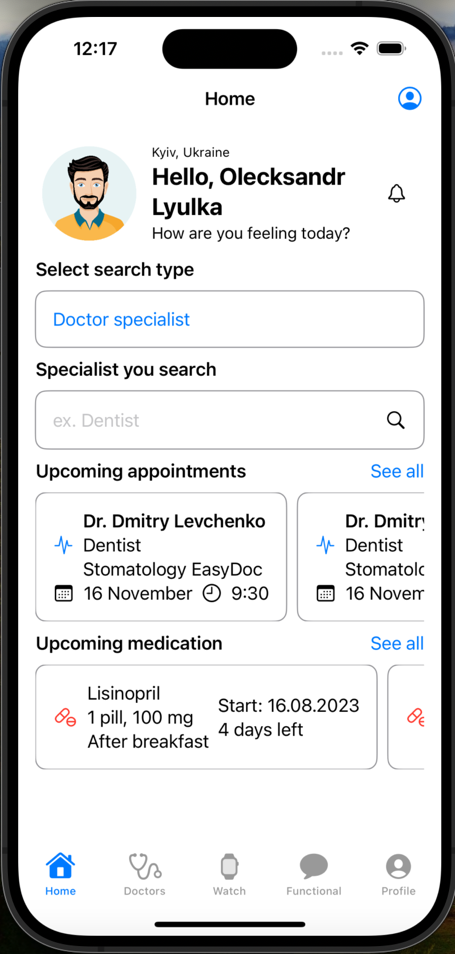 12:17
Home
Kyiv, Ukraine
Hello, Olecksandr
Lyulka
How are you feeling today?
Select search type
Doctor specialist
Specialist you search
ex. Dentist
Upcoming appointments See all
Dr. Dmitry Levchenko
Dentist
Stomatology EasyDoc
16 November 9:30
Dr. Dmitry
Dentist
Stomatolo
16 Novem
Upcoming medication See all
Lisinopril
1 pill, 100 mg
After breakfast
Start: 16.08.2023
4 days left
Home Doctors Watch Functional Profile